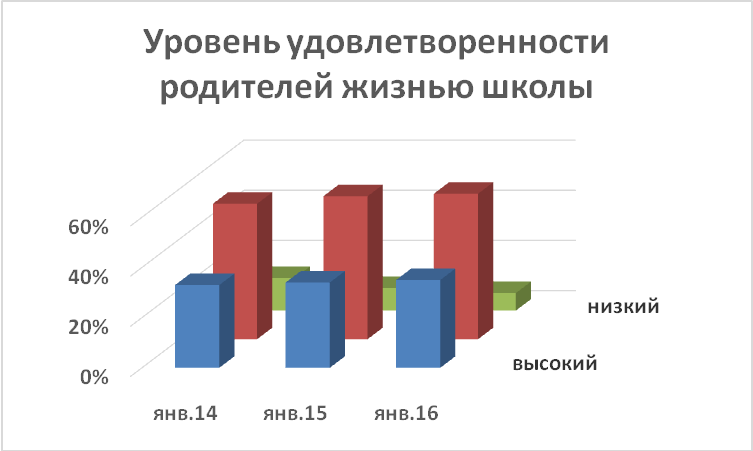 Уровень удовлетворенности
родителей жизнью школы
60%
40%
20%
0%
низкий
высокий
янв.14
янв.15
янв.16